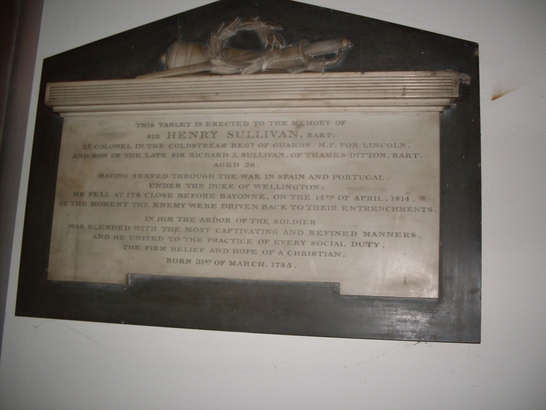 THIS TABLET IS ERECTED TO THE MEMORY OF
SIR HENRY SULLIVAN, BART.
LT COLONEL IN THE COLDSTREAM REGT OF GUARDS, M.P. FOR LINCOLN,
AND SON OF THE LATE SIR RICHARD J. SULLIVAN, OF THAMES-DITTON, BART.
AGED 29:
HAVING SERVED THROUGH THE WAR IN SPAIN AND PORTUGAL,
UNDER THE DUKE OF WELLINGTON:
HE FELL AT ITS CLOSE BEFORE BAYONNE, ON THE 14TH OF APRIL, 1814,
AT THE MOMENT THE ENEMY WERE DRIVEN BACK TO THEIR ENTRENCHMENTS.
IN HIM THE ARDOR OF THE SOLDIER
WAS BLENDED WITH THE MOST CAPTIVATING AND REFINED MANNERS,
AND HE UNITED TO THE PRACTICE OF EVERY SOCIAL DUTY,
THE FIRM BELIEF AND HOPE OF A CHRISTIAN.
BORN 31ST OF MARCH, 1785.